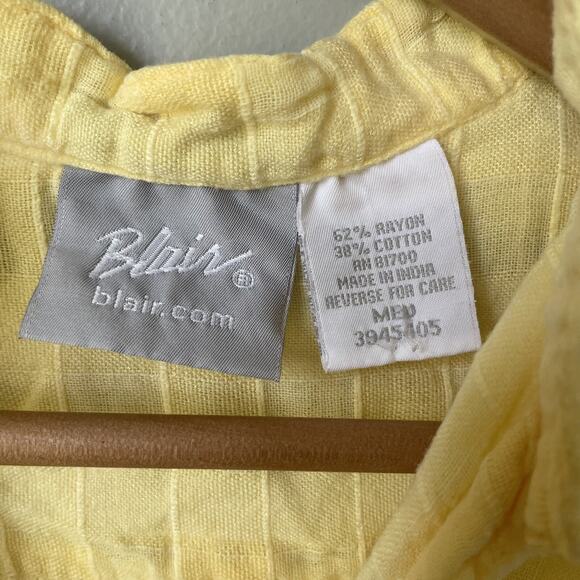 Blair®
blair.com
62% RAYON
38% COTTON
RN 81700
MADE IN INDIA
REVERSE FOR CARE
MED
3945405